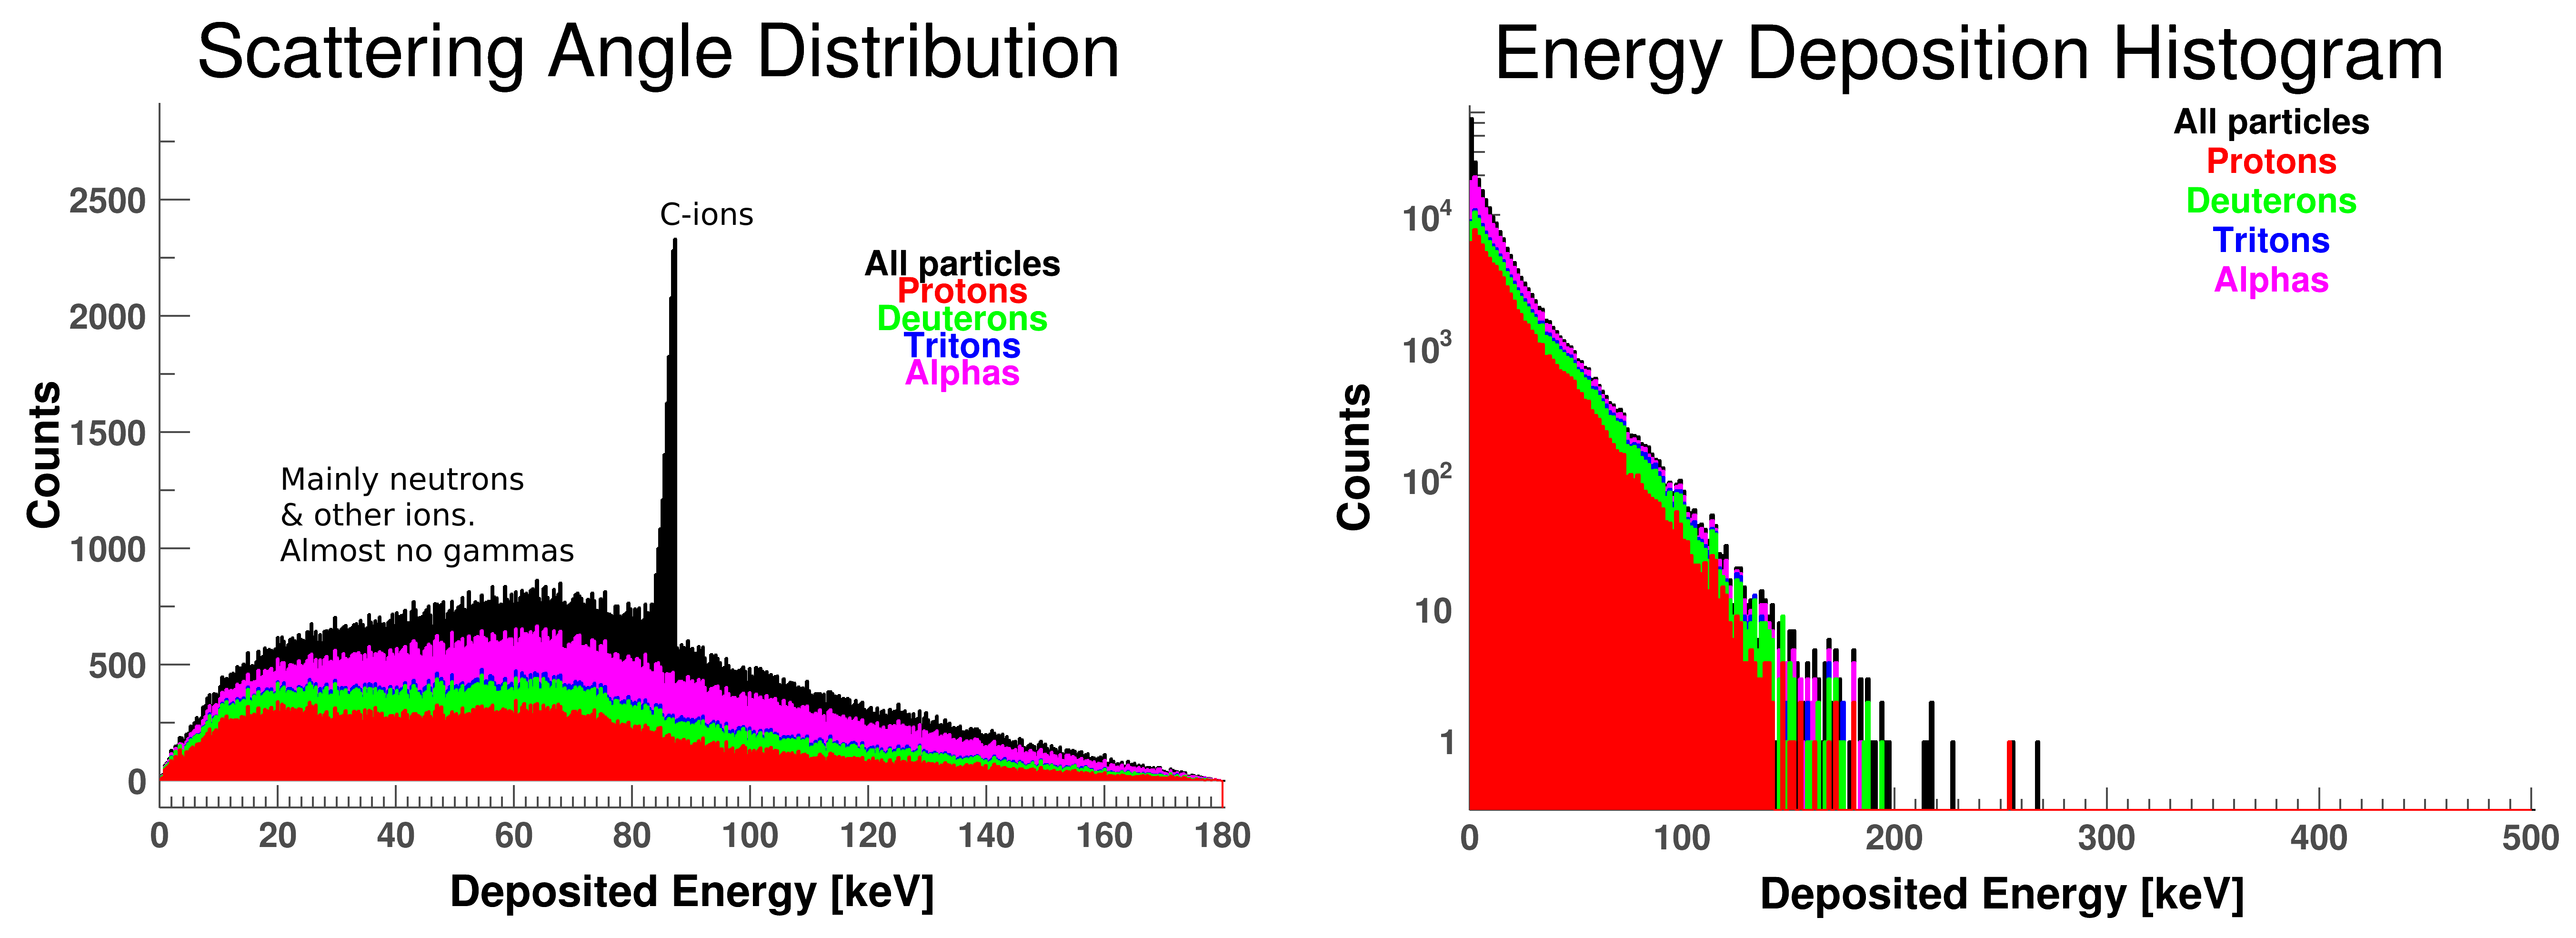 Scattering Angle Distribution
Counts
2500
2000
1500
1000
500
0
C-ions
All particles
Protons
Deuterons
Tritons
Alphas
Mainly neutrons
& other ions.
Almost no gammas
0 20 40 60 80 100 120 140 160 180
Deposited Energy [keV]
Energy Deposition Histogram
Counts
10⁴
10³
10²
10
1
All particles
Protons
Deuterons
Tritons
Alphas
0 100 200 300 400 500
Deposited Energy [keV]